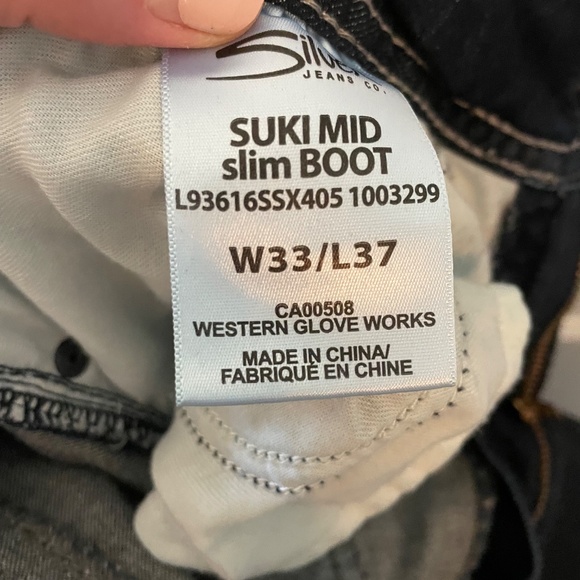 Silver
JEANS CO.
SUKI MID
slim BOOT
L93616SSX405 1003299
W33/L37
CA00508
WESTERN GLOVE WORKS
MADE IN CHINA/
FABRIQUÉ EN CHINE